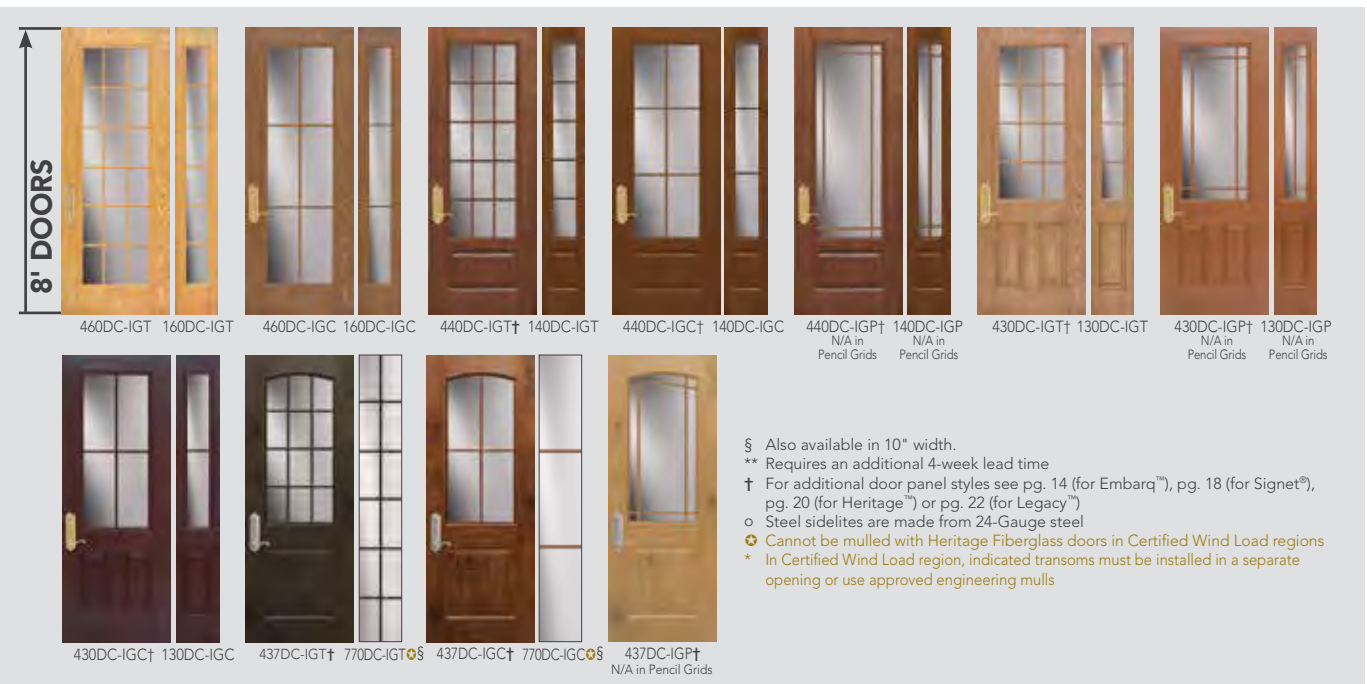 8' DOORS
460DC-IGT 160DC-IGT 460DC-IGC 160DC-IGC 440DC-IGT† 140DC-IGT 440DC-IGC† 140DC-IGC 440DC-IGP† 140DC-IGP 430DC-IGT† 130DC-IGT 430DC-IGP† 130DC-IGP
N/A in N/A in N/A in N/A in
Pencil Grids Pencil Grids Pencil Grids Pencil Grids
§ Also available in 10" width.
** Requires an additional 4-week lead time
† For additional door panel styles see pg. 14 (for Embarq™), pg. 18 (for Signet®),
pg. 20 (for Heritage™) or pg. 22 (for Legacy™)
o Steel sidelites are made from 24-Gauge steel
✪ Cannot be mulled with Heritage Fiberglass doors in Certified Wind Load regions
* In Certified Wind Load region, indicated transoms must be installed in a separate
opening or use approved engineering mulls
430DC-IGC† 130DC-IGC 437DC-IGT† 770DC-IGT✪§ 437DC-IGC† 770DC-IGC✪§ 437DC-IGP†
N/A in Pencil Grids